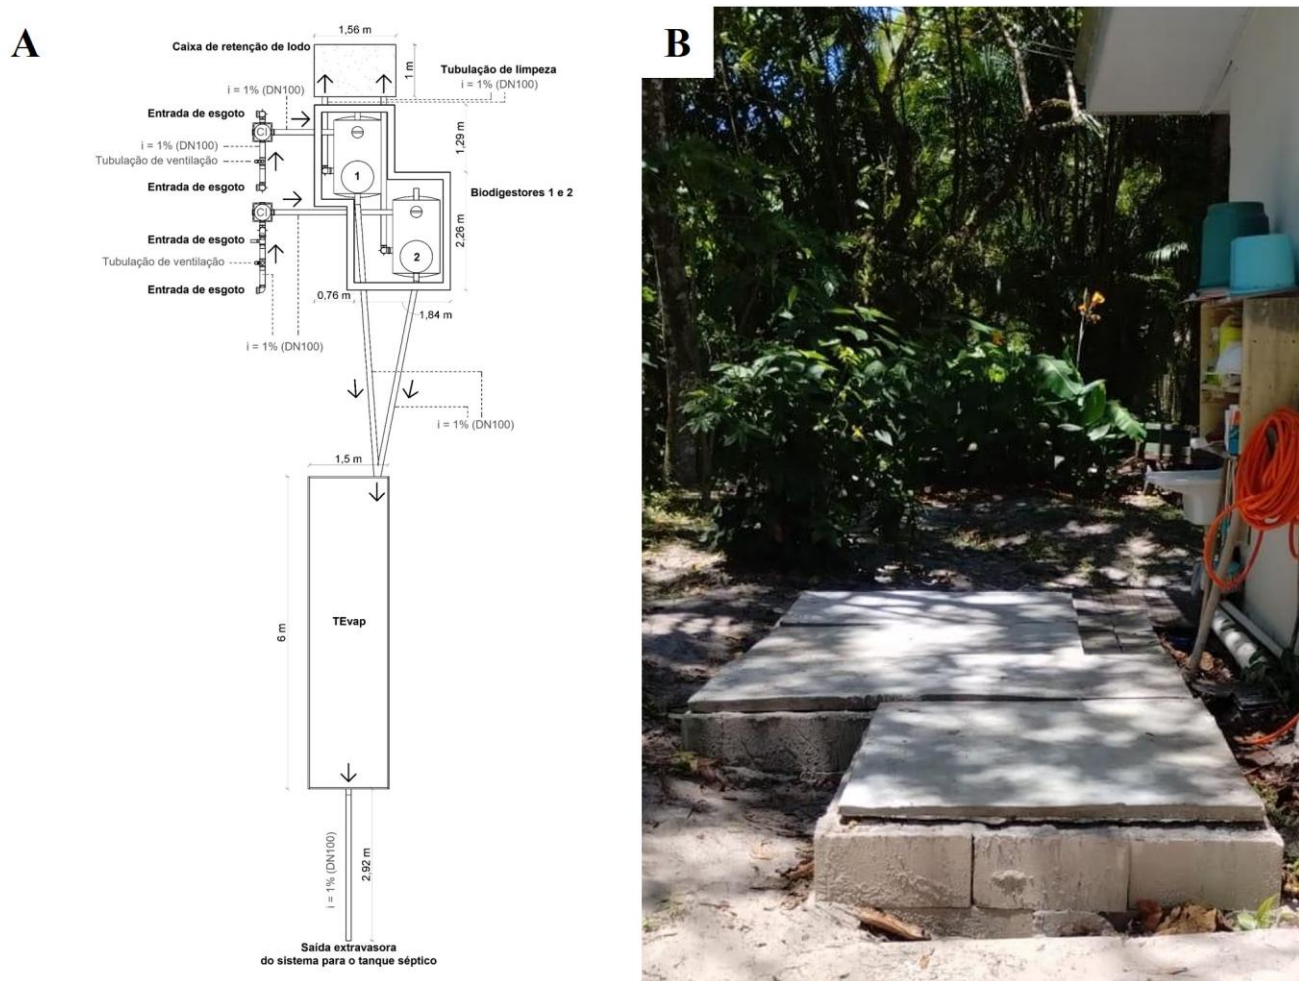 A
B
1,56 m
Caixa de retenção de lodo
1 m
Tubulação de limpeza
i = 1% (DN100)
i = 1% (DN100)
Entrada de esgoto
CI
i = 1% (DN100)
Tubulação de ventilação
1
1,29 m
Entrada de esgoto
Biodigestores 1 e 2
CI
2,26 m
Entrada de esgoto
2
Tubulação de ventilação
Entrada de esgoto
0,76 m
1,84 m
i = 1% (DN100)
i = 1% (DN100)
1,5 m
6 m
TEvap
i = 1% (DN100)
2,92 m
Saída extravasora
do sistema para o tanque séptico